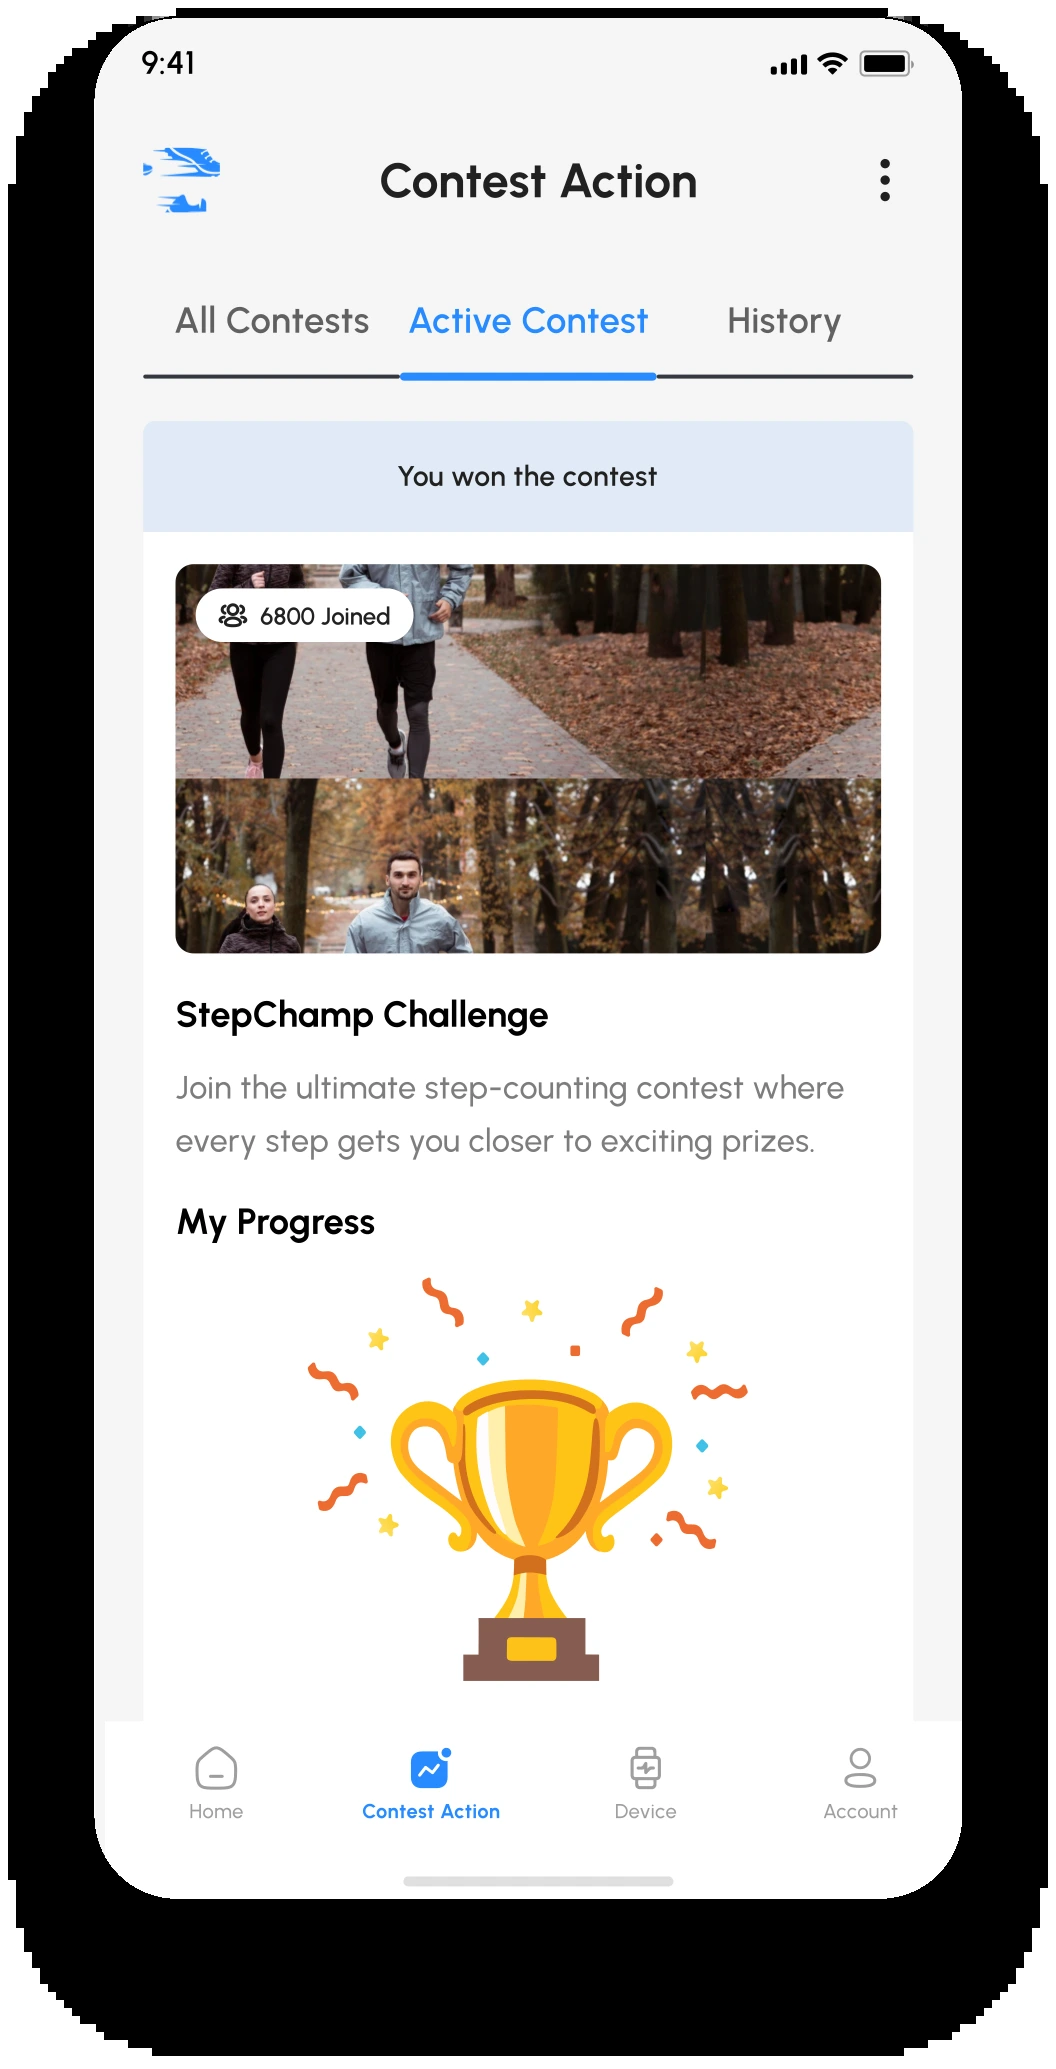 9:41
Contest Action
All Contests
Active Contest
History
You won the contest
6800 Joined
StepChamp Challenge
Join the ultimate step-counting contest where
every step gets you closer to exciting prizes.
My Progress
Home
Contest Action
Device
Account